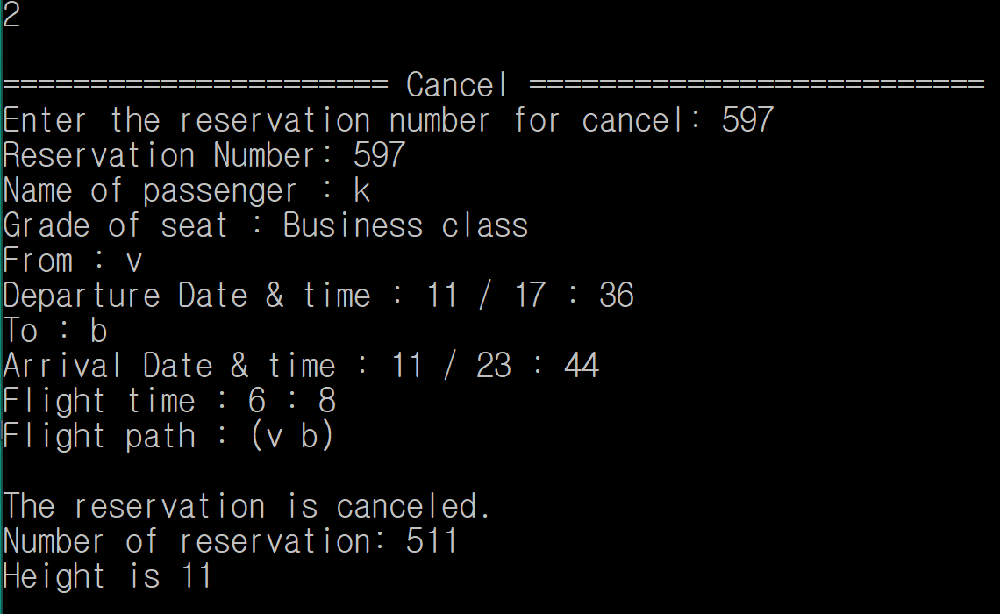 2
====================== Cancel ==========================
Enter the reservation number for cancel: 597
Reservation Number: 597
Name of passenger : k
Grade of seat : Business class
From : v
Departure Date & time : 11 / 17 : 36
To : b
Arrival Date & time : 11 / 23 : 44
Flight time : 6 : 8
Flight path : (v b)
The reservation is canceled.
Number of reservation: 511
Height is 11